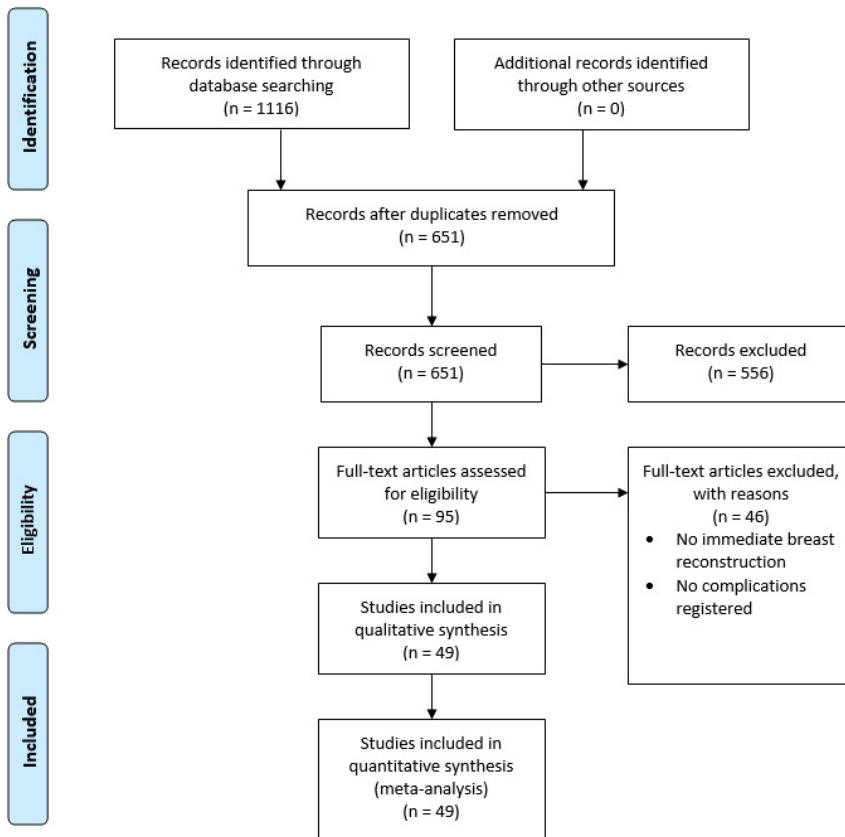 Identification
Records identified through
database searching
(n = 1116)
Additional records identified
through other sources
(n = 0)
Records after duplicates removed
(n = 651)
Screening
Records screened
(n = 651)
Records excluded
(n = 556)
Eligibility
Full-text articles assessed
for eligibility
(n = 95)
Full-text articles excluded,
with reasons
(n = 46)
• No immediate breast
reconstruction
• No complications
registered
Studies included in
qualitative synthesis
(n = 49)
Included
Studies included in
quantitative synthesis
(meta-analysis)
(n = 49)